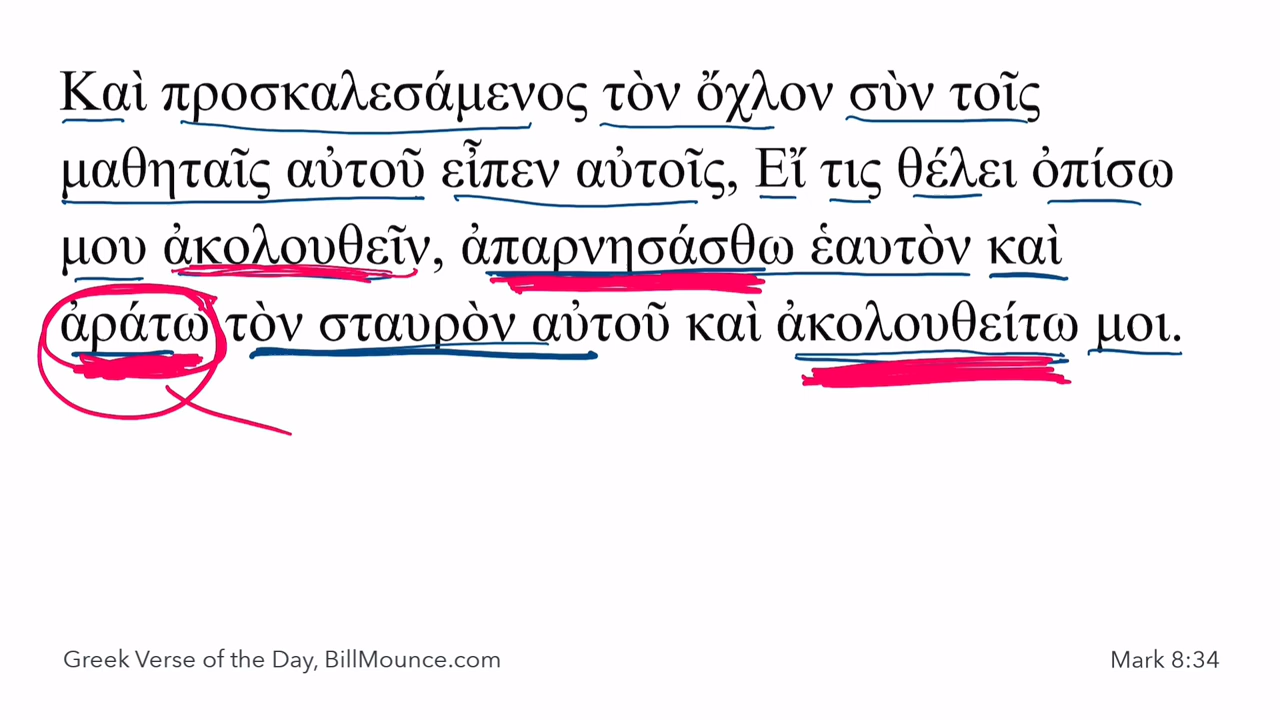 Καὶ προσκαλεσάμενος τὸν ὄχλον σὺν τοῖς
μαθηταῖς αὐτοῦ εἶπεν αὐτοῖς, Εἴ τις θέλει ὀπίσω
μου ἀκολουθεῖν, ἀπαρνησάσθω ἑαυτὸν καὶ
ἀράτω τὸν σταυρὸν αὐτοῦ καὶ ἀκολουθείτω μοι.
Greek Verse of the Day, BillMounce.com
Mark 8:34